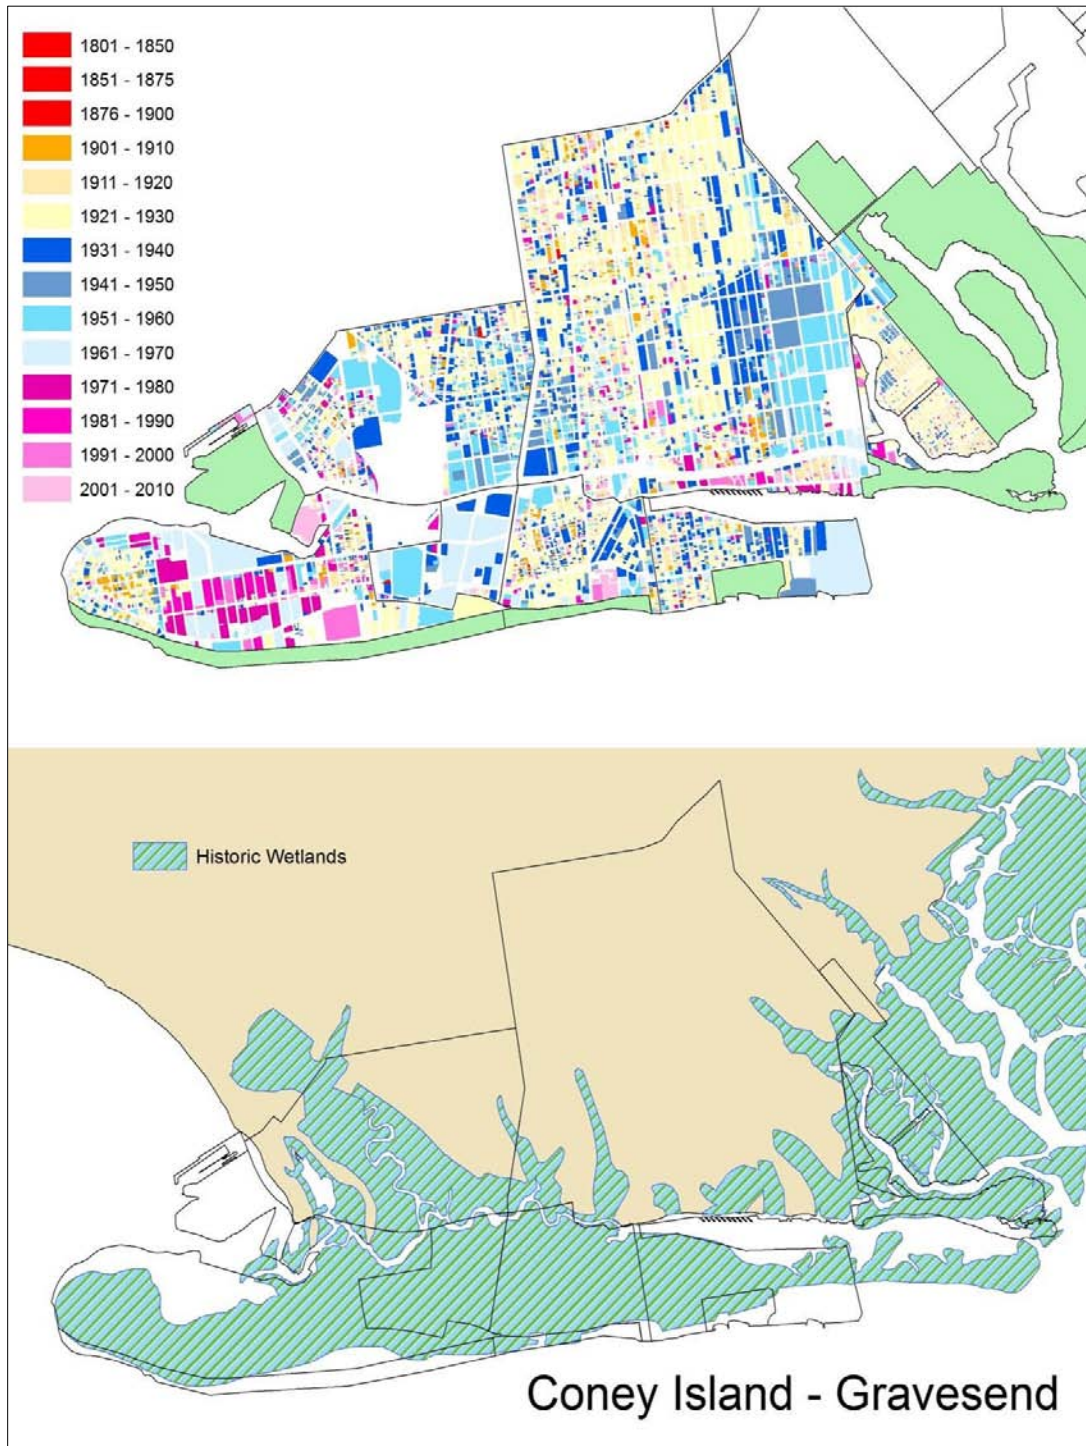 1801 - 1850
1851 - 1875
1876 - 1900
1901 - 1910
1911 - 1920
1921 - 1930
1931 - 1940
1941 - 1950
1951 - 1960
1961 - 1970
1971 - 1980
1981 - 1990
1991 - 2000
2001 - 2010
Historic Wetlands
Coney Island - Gravesend